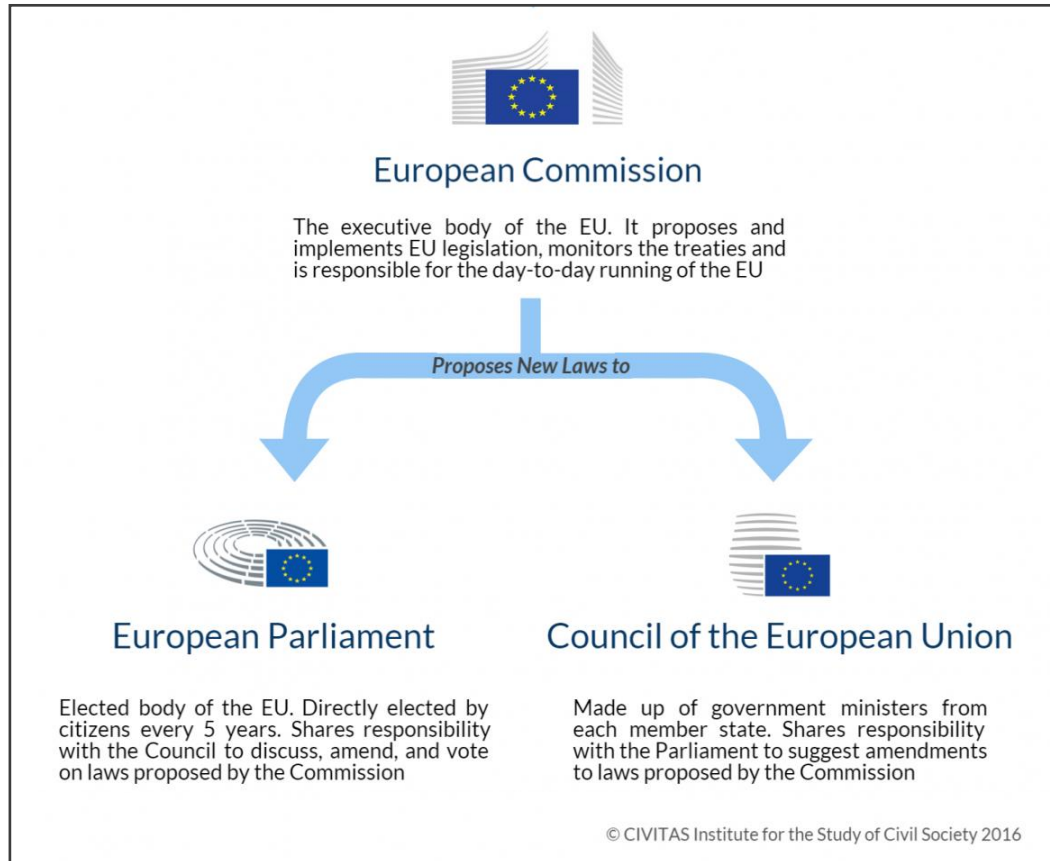 European Commission
The executive body of the EU. It proposes and
implements EU legislation, monitors the treaties and
is responsible for the day-to-day running of the EU
Proposes New Laws to
European Parliament
Elected body of the EU. Directly elected by
citizens every 5 years. Shares responsibility
with the Council to discuss, amend, and vote
on laws proposed by the Commission
Council of the European Union
Made up of government ministers from
each member state. Shares responsibility
with the Parliament to suggest amendments
to laws proposed by the Commission
© CIVITAS Institute for the Study of Civil Society 2016